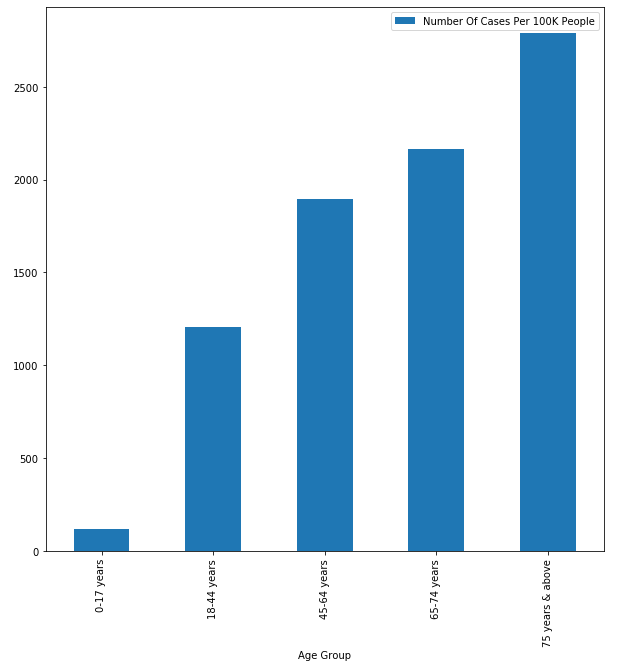 Number Of Cases Per 100K People
2500
2000
1500
1000
500
0
0-17 years
18-44 years
45-64 years
65-74 years
75 years & above
Age Group